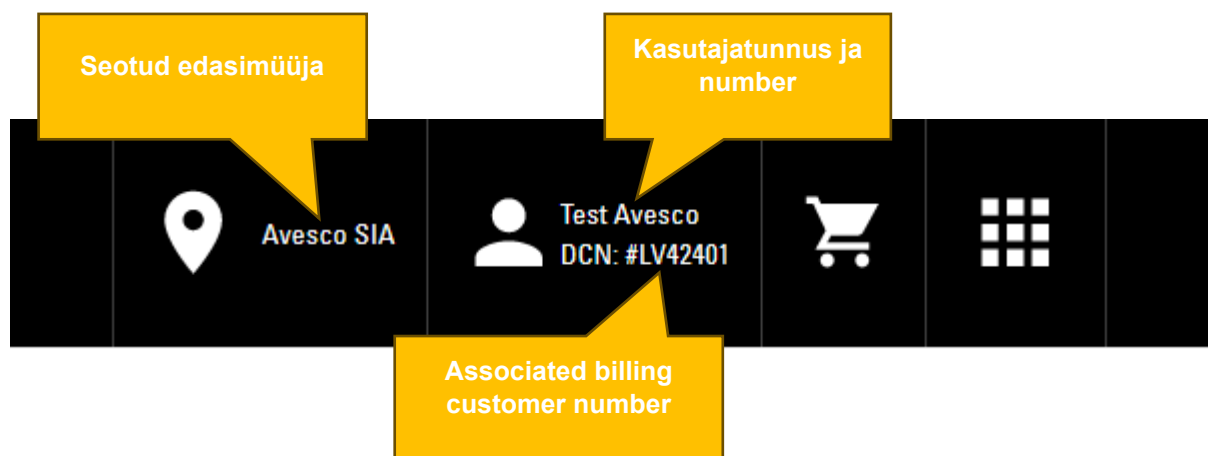 Seotud edasimüüja
Kasutajatunnus ja
number
Avesco SIA
Test Avesco
DCN: #LV42401
Associated billing
customer number